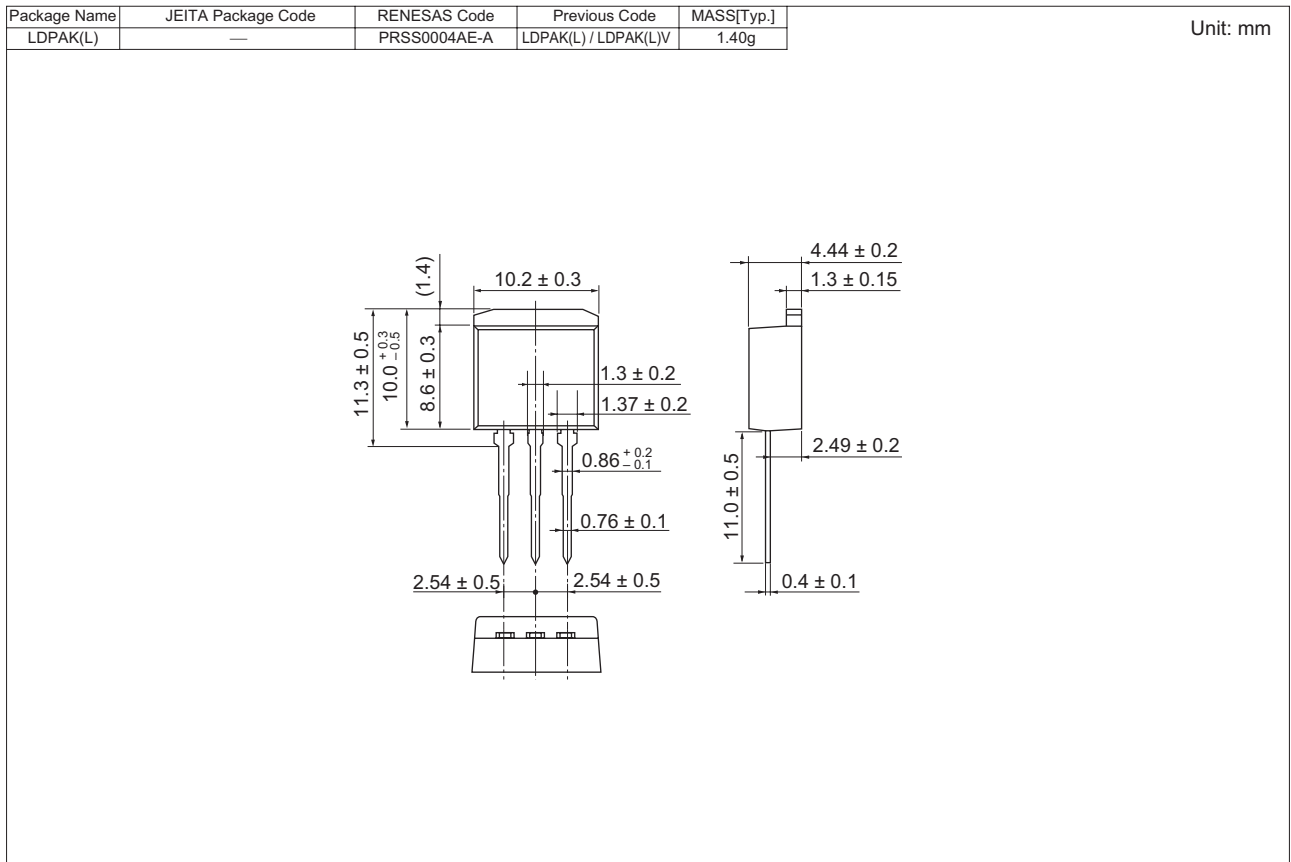 Package Name JEITA Package Code RENESAS Code Previous Code MASS[Typ.]
LDPAK(L) — PRSS0004AE-A LDPAK(L) / LDPAK(L)V 1.40g
Unit: mm
4.44 ± 0.2
(1.4)
10.2 ± 0.3
1.3 ± 0.15
11.3 ± 0.5
10.0 + 0.3 − 0.5
8.6 ± 0.3
1.3 ± 0.2
1.37 ± 0.2
0.86 + 0.2 − 0.1
2.49 ± 0.2
11.0 ± 0.5
0.76 ± 0.1
2.54 ± 0.5 2.54 ± 0.5
0.4 ± 0.1